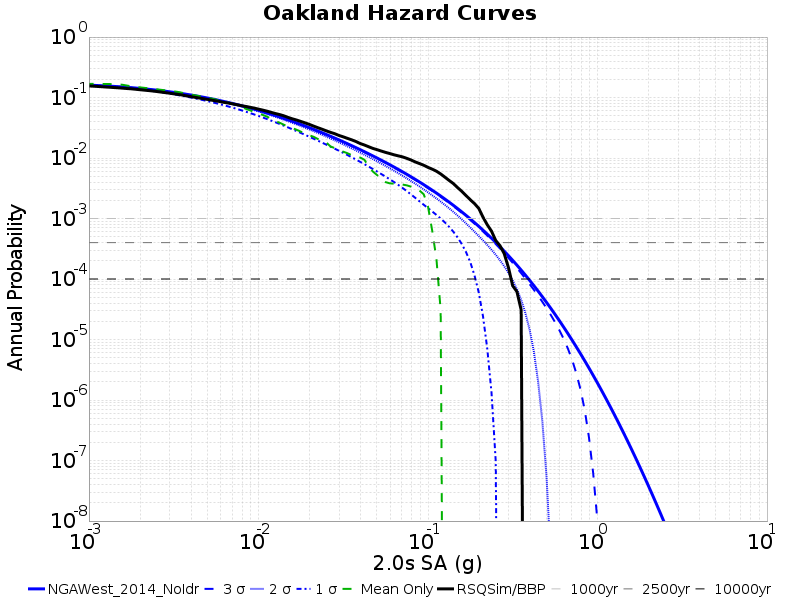 Oakland Hazard Curves
10^0
10^-1
10^-2
10^-3
10^-4
10^-5
10^-6
10^-7
10^-8
Annual Probability
10^-3 10^-2 10^-1 10^0 10^1
2.0s SA (g)
NGAWest_2014_NoIdr 3 σ 2 σ 1 σ Mean Only RSQSim/BBP 1000yr 2500yr 10000yr